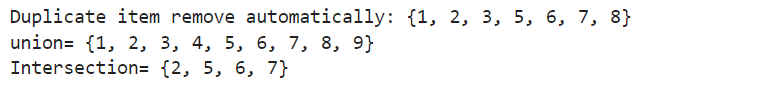 Duplicate item remove automatically: {1, 2, 3, 5, 6, 7, 8}
union= {1, 2, 3, 4, 5, 6, 7, 8, 9}
Intersection= {2, 5, 6, 7}